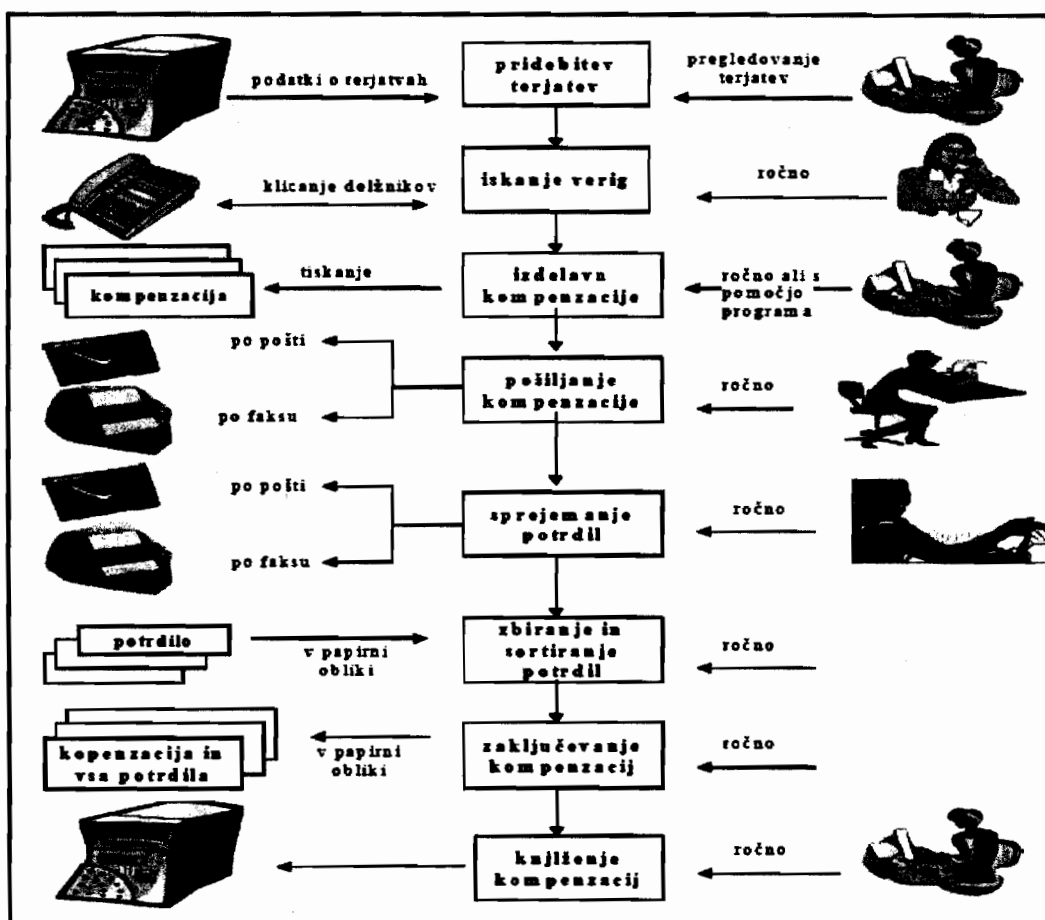 podatki o terjatvah
pridobitev
terjatev
pregledovanje
terjatev
klicanje dolžnikov
iskanje verig
ročno
kompenzacija
tiskanje
izdelavn
kompenzacije
ročno ali s
pomočjo
programa
po pošti
po faksu
pošiljanje
kompenzacije
ročno
po pošti
po faksu
sprejemanje
potrdil
ročno
potrdilo
v papirni
obliki
zbiranje in
sortiranje
potrdil
ročno
kopenzacija in
vsa potrdila
v papirni
obliki
zaključevanje
kompenzacij
ročno
knjiženje
kompenzacij
ročno